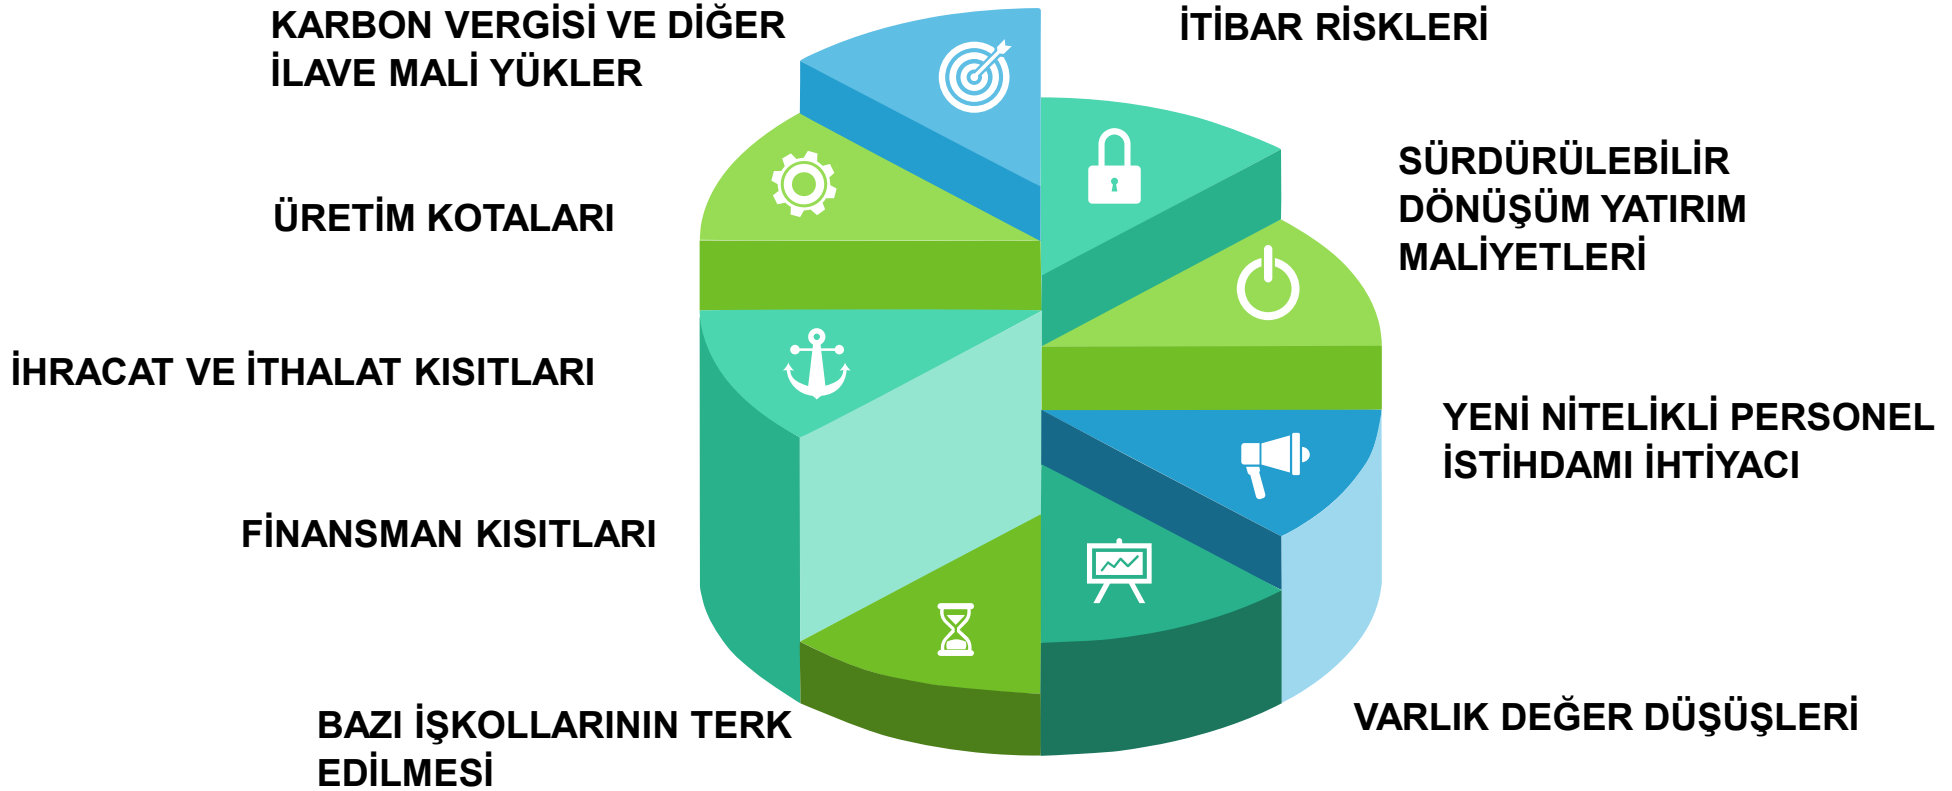 KARBON VERGİSİ VE DİĞER
İLAVE MALİ YÜKLER
İTİBAR RİSKLERİ
SÜRDÜRÜLEBİLİR
DÖNÜŞÜM YATIRIM
MALİYETLERİ
ÜRETİM KOTALARI
İHRACAT VE İTHALAT KISITLARI
YENİ NİTELİKLİ PERSONEL
İSTİHDAMI İHTİYACI
FİNANSMAN KISITLARI
BAZI İŞKOLLARININ TERK
EDİLMESİ
VARLIK DEĞER DÜŞÜŞLERİ